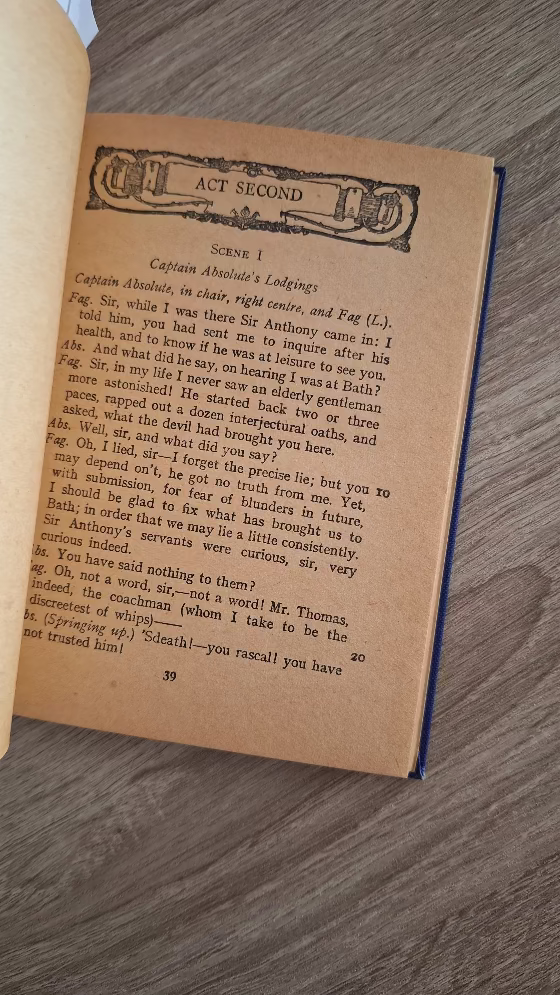 ACT SECOND
SCENE I
Captain Absolute's Lodgings
Captain Absolute, in chair, right centre, and Fag (L.).
Fag. Sir, while I was there Sir Anthony came in: I
told him, you had sent me to inquire after his
health, and to know if he was at leisure to see you.
Abs. And what did he say, on hearing I was at Bath?
Fag. Sir, in my life I never saw an elderly gentleman
more astonished! He started back two or three
paces, rapped out a dozen interjectural oaths, and
asked, what the devil had brought you here.
Abs. Well, sir, and what did you say?
Fag. Oh, I lied, sir—I forget the precise lie; but you 10
may depend on't, he got no truth from me. Yet,
with submission, for fear of blunders in future,
I should be glad to fix what has brought us to
Bath; in order that we may lie a little consistently.
Sir Anthony's servants were curious, sir, very
curious indeed.
bs. You have said nothing to them?
ag. Oh, not a word, sir,—not a word! Mr. Thomas,
indeed, the coachman (whom I take to be the
discreetest of whips)—— 20
bs. (Springing up.) 'Sdeath!—you rascal! you have
not trusted him!
39